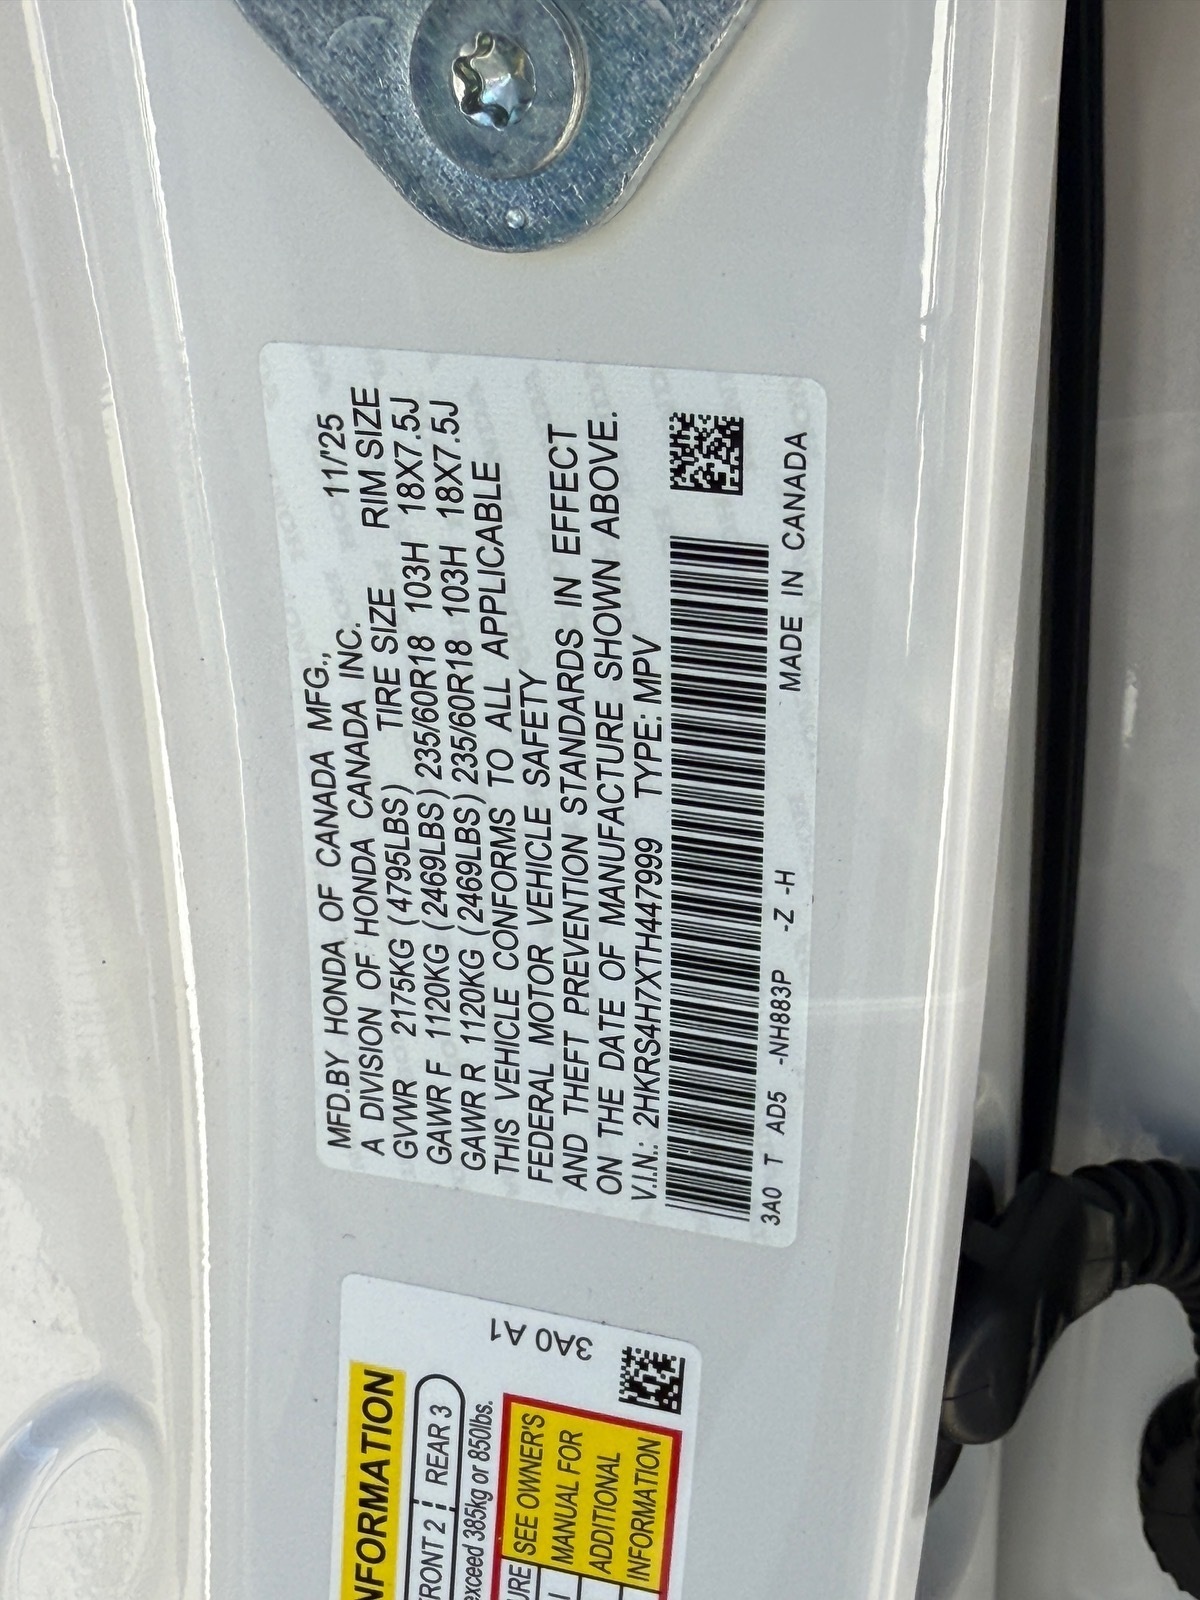 MFD.BY HONDA OF CANADA MFG., 11/'25
A DIVISION OF HONDA CANADA INC.
GVWR 2175KG (4795LBS) TIRE SIZE RIM SIZE
GAWR F 1120KG (2469LBS) 235/60R18 103H 18X7.5J
GAWR R 1120KG (2469LBS) 235/60R18 103H 18X7.5J
THIS VEHICLE CONFORMS TO ALL APPLICABLE
FEDERAL MOTOR VEHICLE SAFETY
AND THEFT PREVENTION STANDARDS IN EFFECT
ON THE DATE OF MANUFACTURE SHOWN ABOVE.
V.I.N.: 2HKRS4H7XTH447999 TYPE: MPV
3A0 T AD5 -NH883P -Z -H MADE IN CANADA
NFORMATION
RONT 2 REAR 3
exceed 385kg or 850lbs.
URE SEE OWNER'S
MANUAL FOR
ADDITIONAL
INFORMATION
3A0 A1